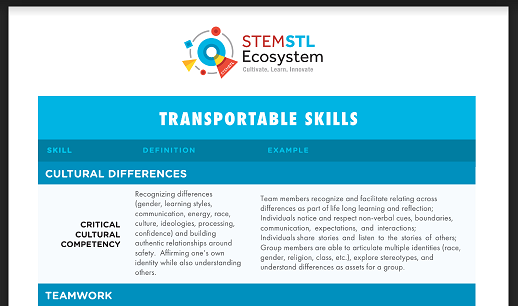 STEMSTL
Ecosystem
Cultivate, Learn, Innovate
TRANSPORTABLE SKILLS
SKILL DEFINITION EXAMPLE
CULTURAL DIFFERENCES
CRITICAL
CULTURAL
COMPETENCY
Recognizing differences
(gender, learning styles,
communication, energy, race,
culture, ideologies, processing,
confidence) and building
authentic relationships around
safety. Affirming one's own
identity while also understanding
others.
Team members recognize and facilitate relating across
differences as part of life long learning and reflection;
Individuals notice and respect non-verbal cues, boundaries,
communication, expectations, and interactions;
Individuals share stories and listen to the stories of others;
Group members are able to articulate multiple identities (race,
gender, religion, class, etc.), explore stereotypes, and
understand differences as assets for a group.
TEAMWORK